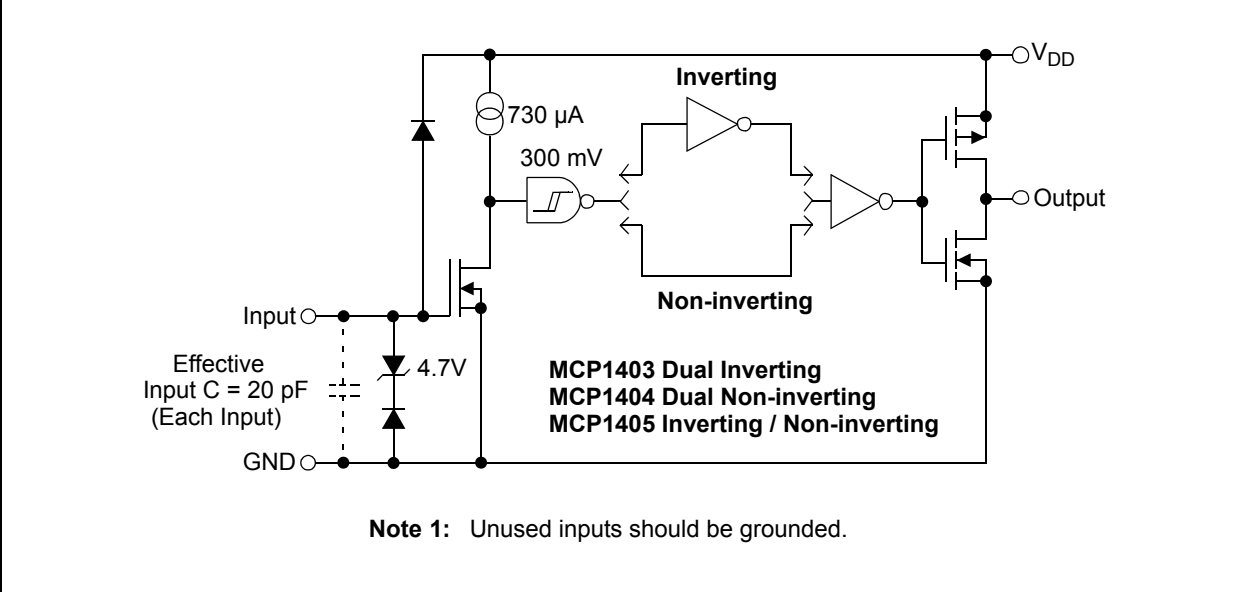 V_DD
Inverting
730 µA
300 mV
Output
Non-inverting
Input
Effective
Input C = 20 pF
(Each Input)
4.7V
MCP1403 Dual Inverting
MCP1404 Dual Non-inverting
MCP1405 Inverting / Non-inverting
GND
Note 1: Unused inputs should be grounded.